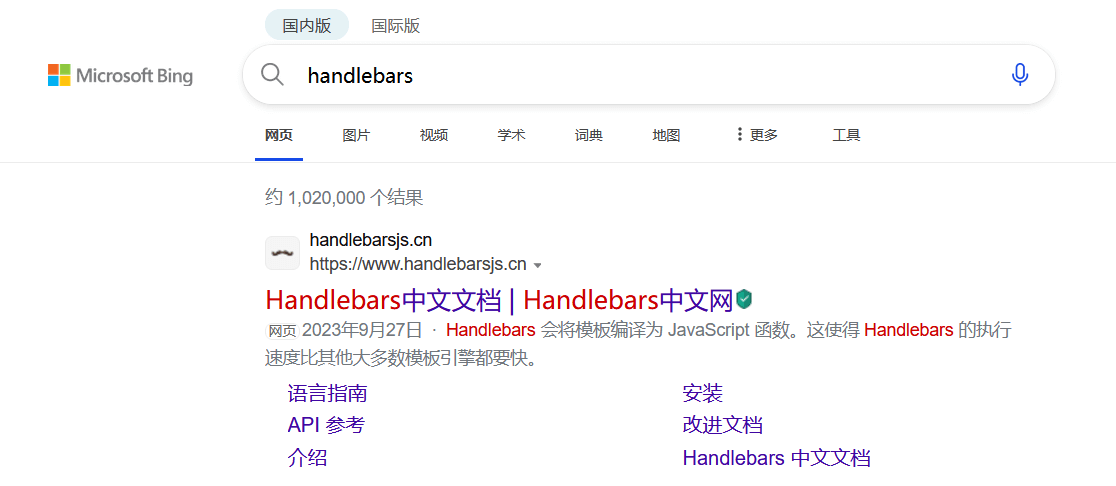 国内版 国际版
Microsoft Bing
handlebars
网页 图片 视频 学术 词典 地图 更多 工具
约 1,020,000 个结果
handlebarsjs.cn
https://www.handlebarsjs.cn
Handlebars中文文档 | Handlebars中文网
网页 2023年9月27日 · Handlebars 会将模板编译为 JavaScript 函数。这使得 Handlebars 的执行
速度比其他大多数模板引擎都要快。
语言指南 安装
API 参考 改进文档
介绍 Handlebars 中文文档